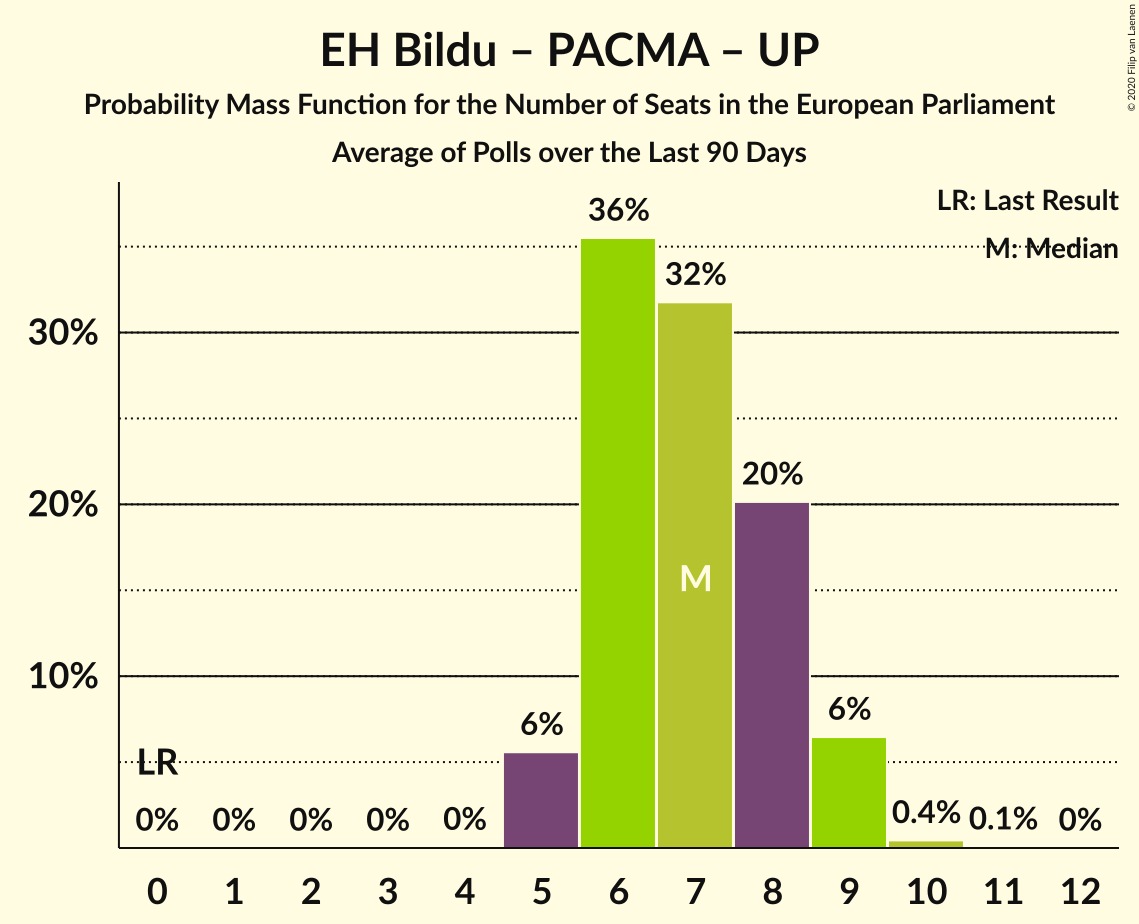 EH Bildu – PACMA – UP
Probability Mass Function for the Number of Seats in the European Parliament
Average of Polls over the Last 90 Days
© 2020 Filip van Laenen
LR: Last Result
M: Median
36%
32%
30%
20%
20%
M
10%
6%
6%
LR
0% 0% 0% 0% 0% 0.4% 0.1% 0%
0 1 2 3 4 5 6 7 8 9 10 11 12